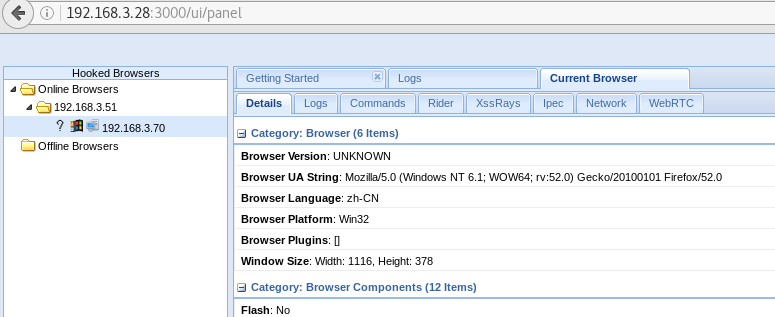 192.168.3.28:3000/ui/panel
Hooked Browsers
Online Browsers
192.168.3.51
? 192.168.3.70
Offline Browsers
Getting Started Logs Current Browser
Details Logs Commands Rider XssRays Ipec Network WebRTC
Category: Browser (6 Items)
Browser Version: UNKNOWN
Browser UA String: Mozilla/5.0 (Windows NT 6.1; WOW64; rv:52.0) Gecko/20100101 Firefox/52.0
Browser Language: zh-CN
Browser Platform: Win32
Browser Plugins: []
Window Size: Width: 1116, Height: 378
Category: Browser Components (12 Items)
Flash: No